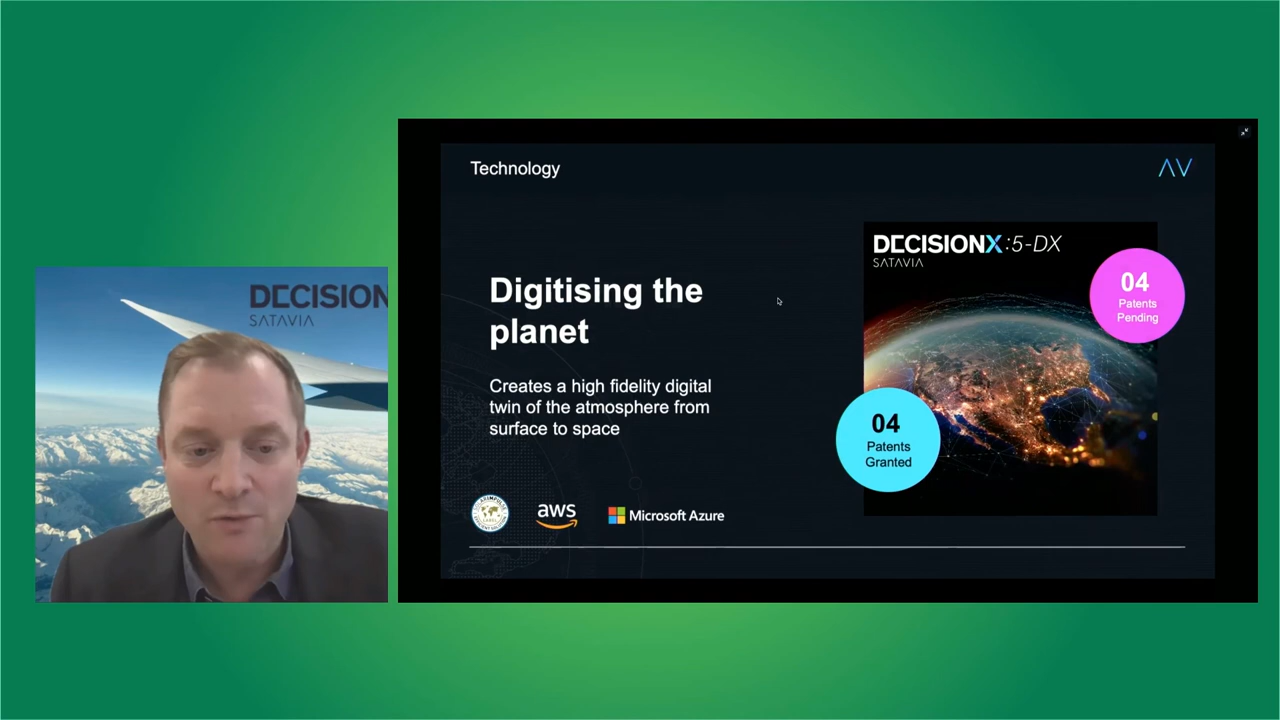 Technology
DECISIONX:5-DX
SATAVIA
04
Patents
Pending
Digitising the
planet
Creates a high fidelity digital
twin of the atmosphere from
surface to space
04
Patents
Granted
aws
Microsoft Azure
DECISION
SATAVIA